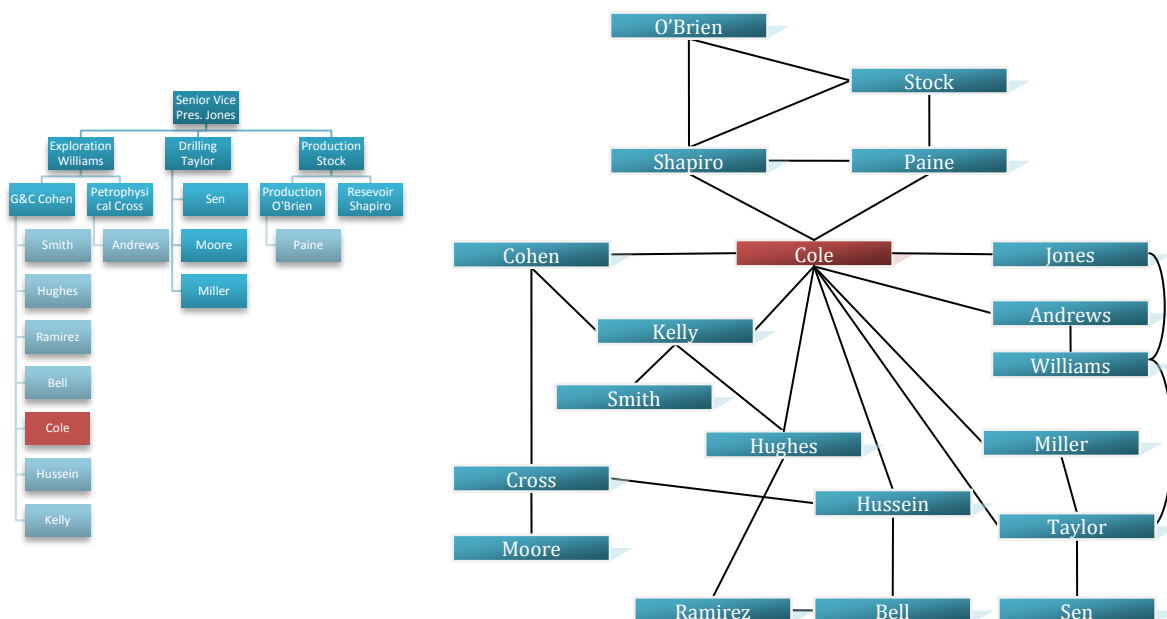 Senior Vice
Pres. Jones
Exploration
Williams
Drilling
Taylor
Production
Stock
G&C Cohen
Petrophysi
cal Cross
Sen
Production
O'Brien
Resevoir
Shapiro
Smith
Andrews
Moore
Paine
Hughes
Miller
Ramirez
Bell
Cole
Hussein
Kelly
O'Brien
Stock
Shapiro
Paine
Cohen
Cole
Jones
Andrews
Kelly
Williams
Smith
Hughes
Miller
Cross
Hussein
Taylor
Moore
Ramirez
Bell
Sen